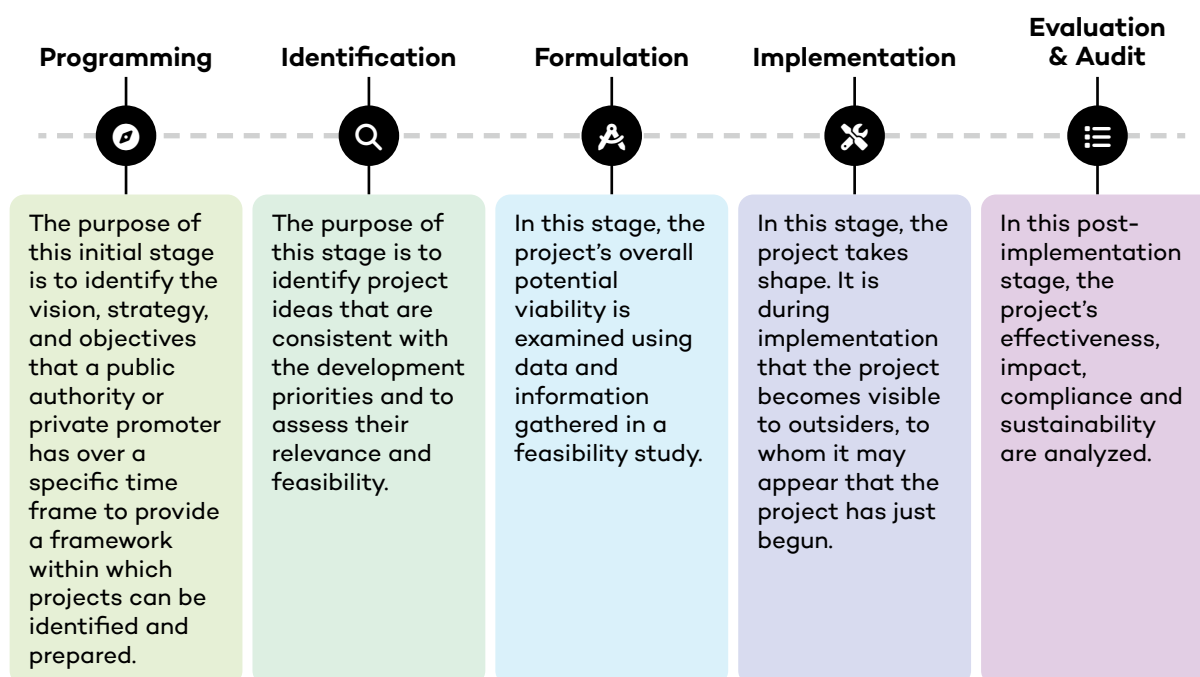 Programming
The purpose of
this initial stage
is to identify the
vision, strategy,
and objectives
that a public
authority or
private promoter
has over a
specific time
frame to provide
a framework
within which
projects can be
identified and
prepared.
Identification
The purpose of
this stage is to
identify project
ideas that are
consistent with
the development
priorities and to
assess their
relevance and
feasibility.
Formulation
In this stage, the
project’s overall
potential
viability is
examined using
data and
information
gathered in a
feasibility study.
Implementation
In this stage, the
project takes
shape. It is
during
implementation
that the project
becomes visible
to outsiders, to
whom it may
appear that the
project has just
begun.
Evaluation
& Audit
In this post-
implementation
stage, the
project’s
effectiveness,
impact,
compliance and
sustainability
are analyzed.